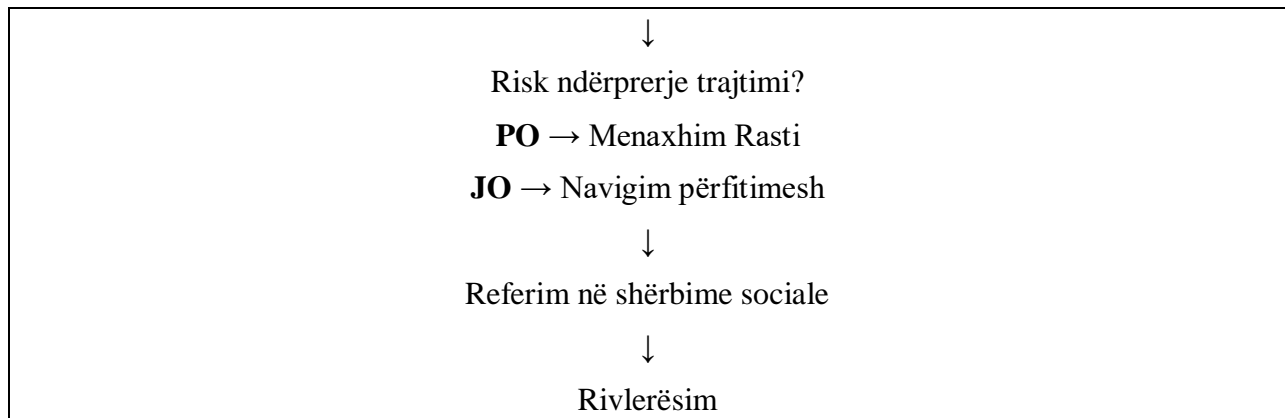 ↓
Risk ndërprerje trajtimi?
PO → Menaxhim Rasti
JO → Navigim përfitimesh
↓
Referim në shërbime sociale
↓
Rivlerësim